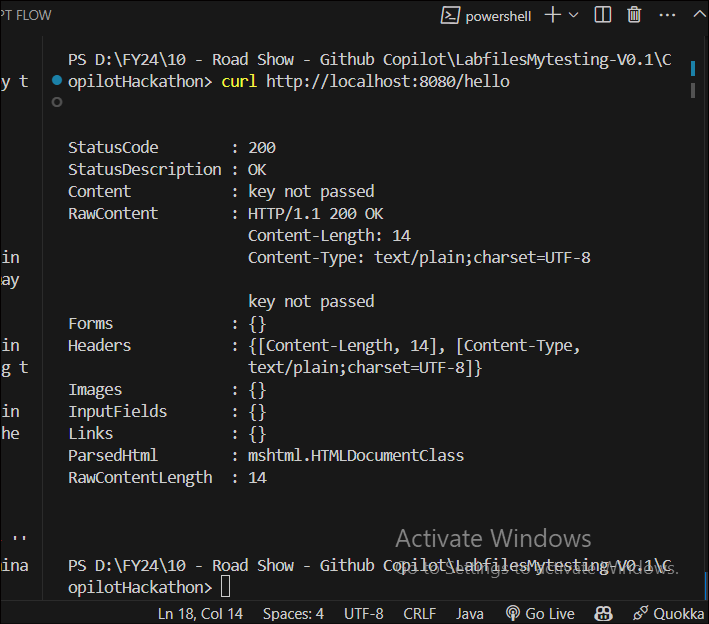 PT FLOW
powershell
PS D:\FY24\10 - Road Show - Github Copilot\LabfilesMytesting-V0.1\C
opilotHackathon> curl http://localhost:8080/hello
y t
StatusCode : 200
StatusDescription : OK
Content : key not passed
RawContent : HTTP/1.1 200 OK
Content-Length: 14
in
Content-Type: text/plain;charset=UTF-8
ay
key not passed
Forms : {}
in
Headers : {[Content-Length, 14], [Content-Type,
g t
text/plain;charset=UTF-8]}
Images : {}
in
InputFields : {}
he
Links : {}
ParsedHtml : mshtml.HTMLDocumentClass
RawContentLength : 14
''
Activate Windows
Go to Settings to activate Windows.
ina
PS D:\FY24\10 - Road Show - Github Copilot\LabfilesMytesting-V0.1\C
opilotHackathon>
Ln 18, Col 14 Spaces: 4 UTF-8 CRLF Java Go Live Quokka